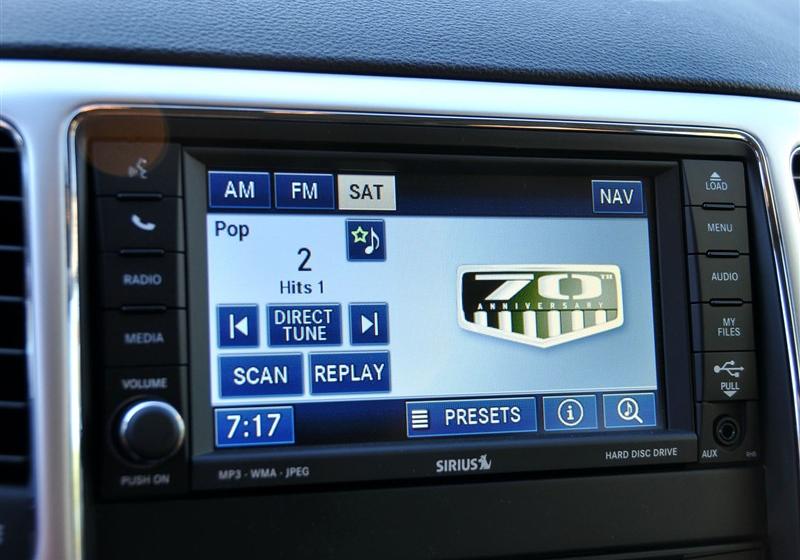 AM FM SAT NAV
LOAD
MENU
RADIO
AUDIO
MEDIA
MY
FILES
VOLUME
PULL
PUSH ON
AUX
Pop
2
Hits 1
DIRECT
TUNE
SCAN REPLAY
70TH
ANNIVERSARY
7:17 PRESETS
MP3 · WMA · JPEG
SIRIUS
HARD DISC DRIVE